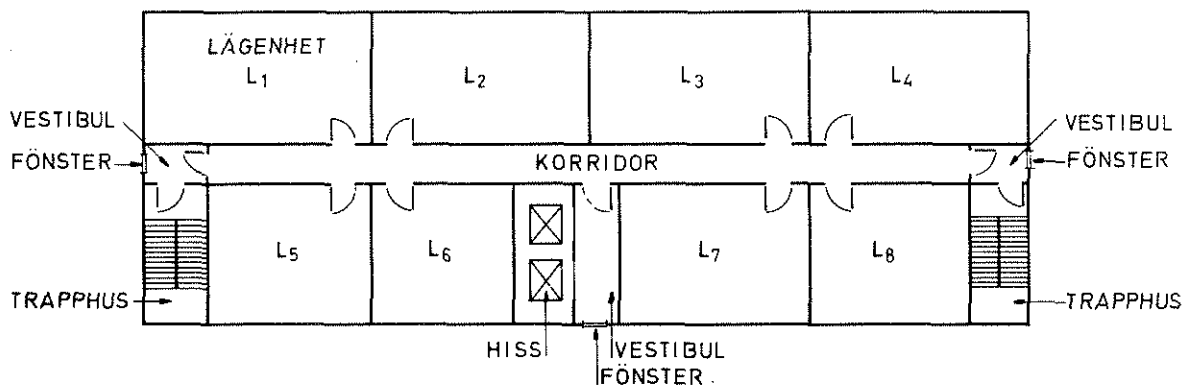 LÄGENHET
L1 L2 L3 L4
VESTIBUL VESTIBUL
FÖNSTER KORRIDOR FÖNSTER
L5 L6 L7 L8
TRAPPHUS TRAPPHUS
HISS VESTIBUL
FÖNSTER